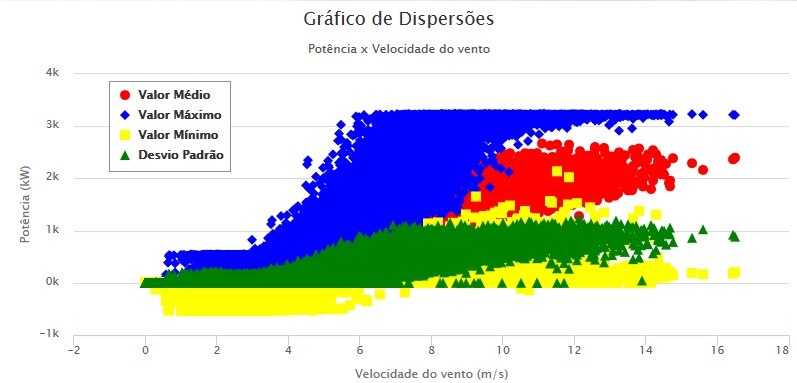 Gráfico de Dispersões
Potência x Velocidade do vento
4k
Valor Médio
Valor Máximo
3k
Valor Mínimo
Desvio Padrão
2k
Potência (kW)
1k
0k
-1k
-2 0 2 4 6 8 10 12 14 16 18
Velocidade do vento (m/s)